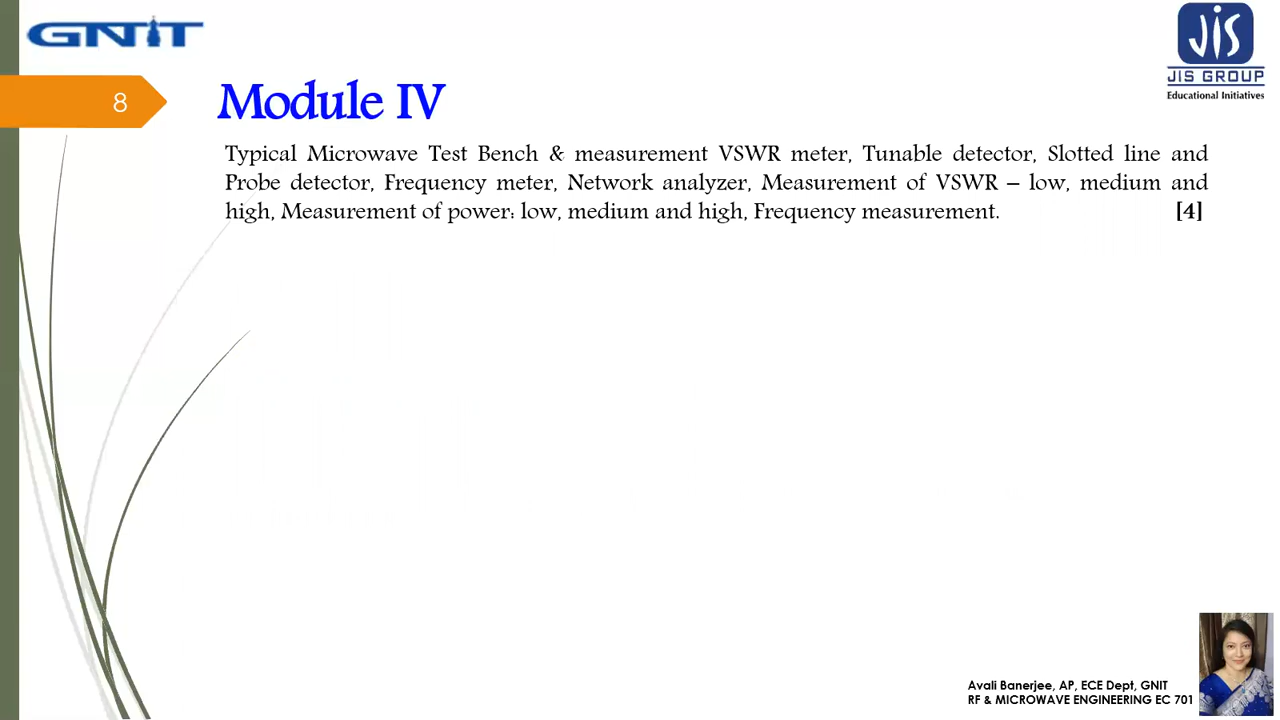 GNIT
JIS
JIS GROUP
Educational Initiatives
8
Module IV
Typical Microwave Test Bench & measurement VSWR meter, Tunable detector, Slotted line and
Probe detector, Frequency meter, Network analyzer, Measurement of VSWR – low, medium and
high, Measurement of power: low, medium and high, Frequency measurement. [4]
Avali Banerjee, AP, ECE Dept, GNIT
RF & MICROWAVE ENGINEERING EC 701